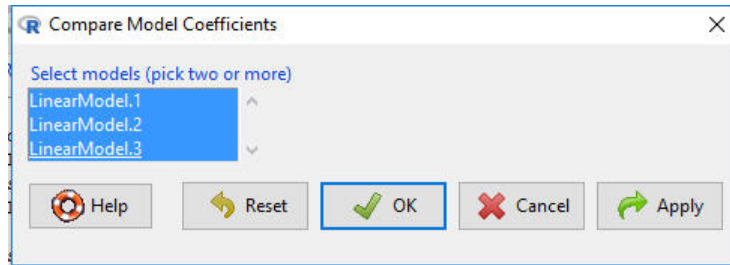 Compare Model Coefficients
Select models (pick two or more)
LinearModel.1
LinearModel.2
LinearModel.3
Help Reset OK Cancel Apply